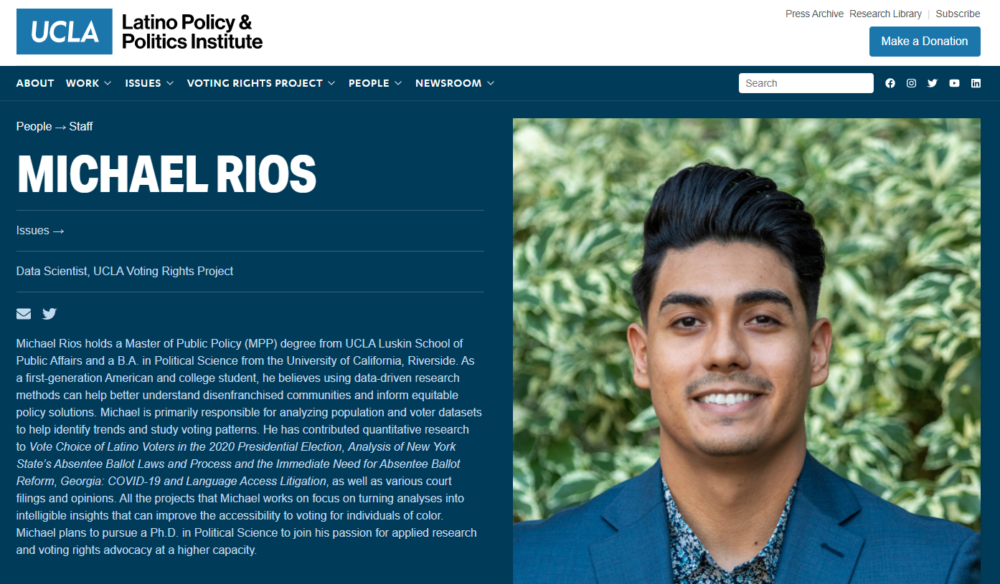 UCLA
Latino Policy &
Politics Institute
Press Archive Research Library | Subscribe
Make a Donation
ABOUT WORK ISSUES VOTING RIGHTS PROJECT PEOPLE NEWSROOM
Search
People → Staff
MICHAEL RIOS
Issues →
Data Scientist, UCLA Voting Rights Project
Michael Rios holds a Master of Public Policy (MPP) degree from UCLA Luskin School of
Public Affairs and a B.A. in Political Science from the University of California, Riverside. As
a first-generation American and college student, he believes using data-driven research
methods can help better understand disenfranchised communities and inform equitable
policy solutions. Michael is primarily responsible for analyzing population and voter datasets
to help identify trends and study voting patterns. He has contributed quantitative research
to Vote Choice of Latino Voters in the 2020 Presidential Election, Analysis of New York
State's Absentee Ballot Laws and Process and the Immediate Need for Absentee Ballot
Reform, Georgia: COVID-19 and Language Access Litigation, as well as various court
filings and opinions. All the projects that Michael works on focus on turning analyses into
intelligible insights that can improve the accessibility to voting for individuals of color.
Michael plans to pursue a Ph.D. in Political Science to join his passion for applied research
and voting rights advocacy at a higher capacity.